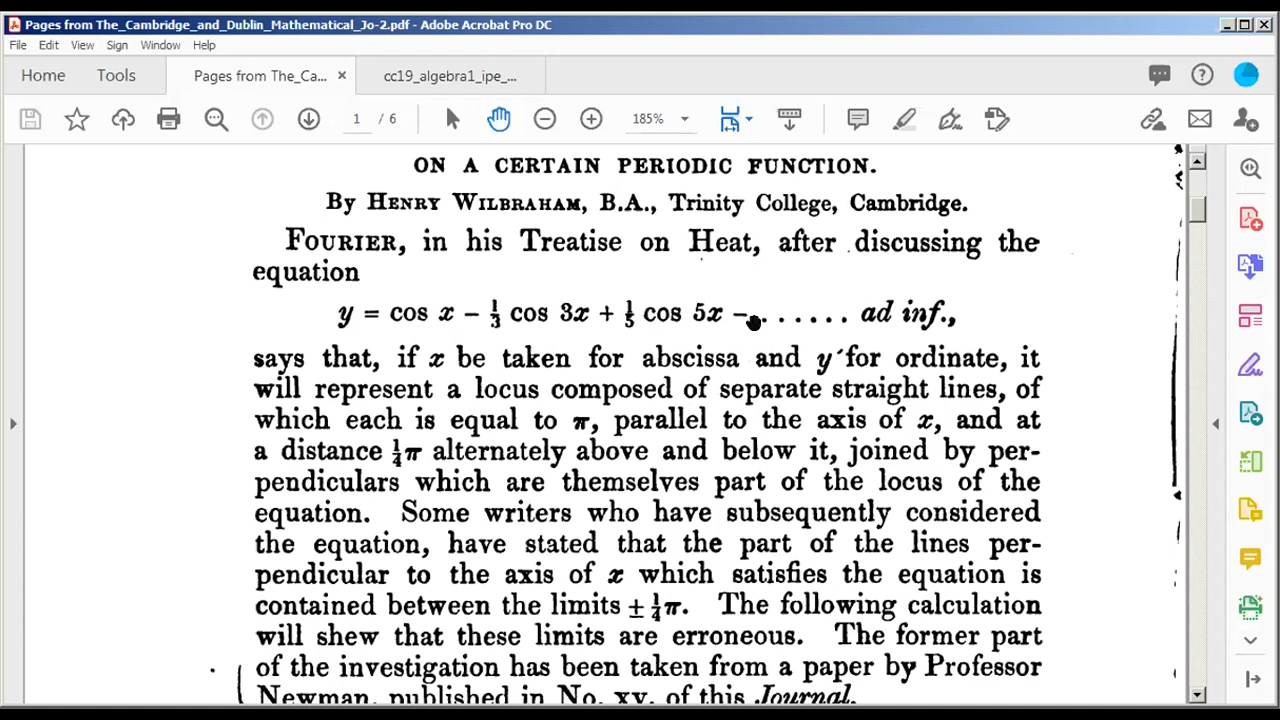 Pages from The_Cambridge_and_Dublin_Mathematical_Jo-2.pdf - Adobe Acrobat Pro DC
File Edit View Sign Window Help
Home Tools Pages from The_Ca... × cc19_algebra1_ipe_...
1 / 6 185%
ON A CERTAIN PERIODIC FUNCTION.
By HENRY WILBRAHAM, B.A., Trinity College, Cambridge.
FOURIER, in his Treatise on Heat, after discussing the
equation
y = cos x - 1/3 cos 3x + 1/5 cos 5x - . . . . . . ad inf.,
says that, if x be taken for abscissa and y for ordinate, it
will represent a locus composed of separate straight lines, of
which each is equal to π, parallel to the axis of x, and at
a distance 1/4π alternately above and below it, joined by per-
pendiculars which are themselves part of the locus of the
equation. Some writers who have subsequently considered
the equation, have stated that the part of the lines per-
pendicular to the axis of x which satisfies the equation is
contained between the limits ± 1/4π. The following calculation
will shew that these limits are erroneous. The former part
of the investigation has been taken from a paper by Professor
Newman, published in No. xv. of this Journal.